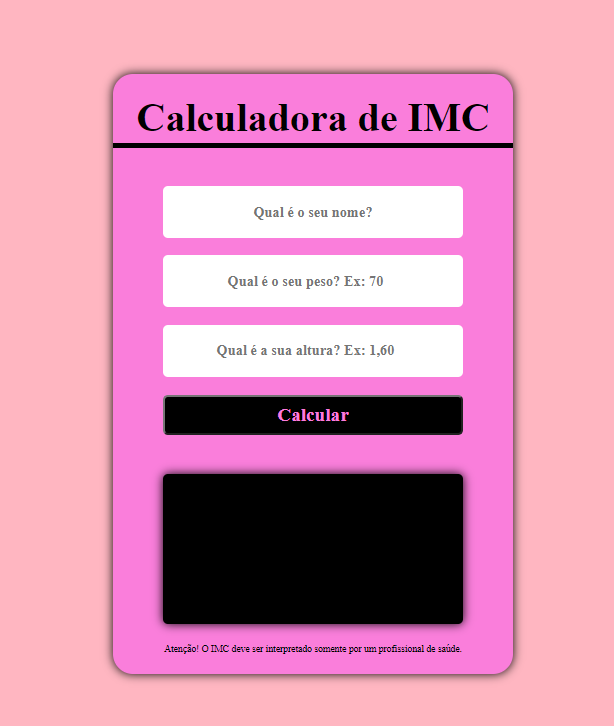 Calculadora de IMC
Qual é o seu nome?
Qual é o seu peso? Ex: 70
Qual é a sua altura? Ex: 1,60
Calcular
Atenção! O IMC deve ser interpretado somente por um profissional de saúde.